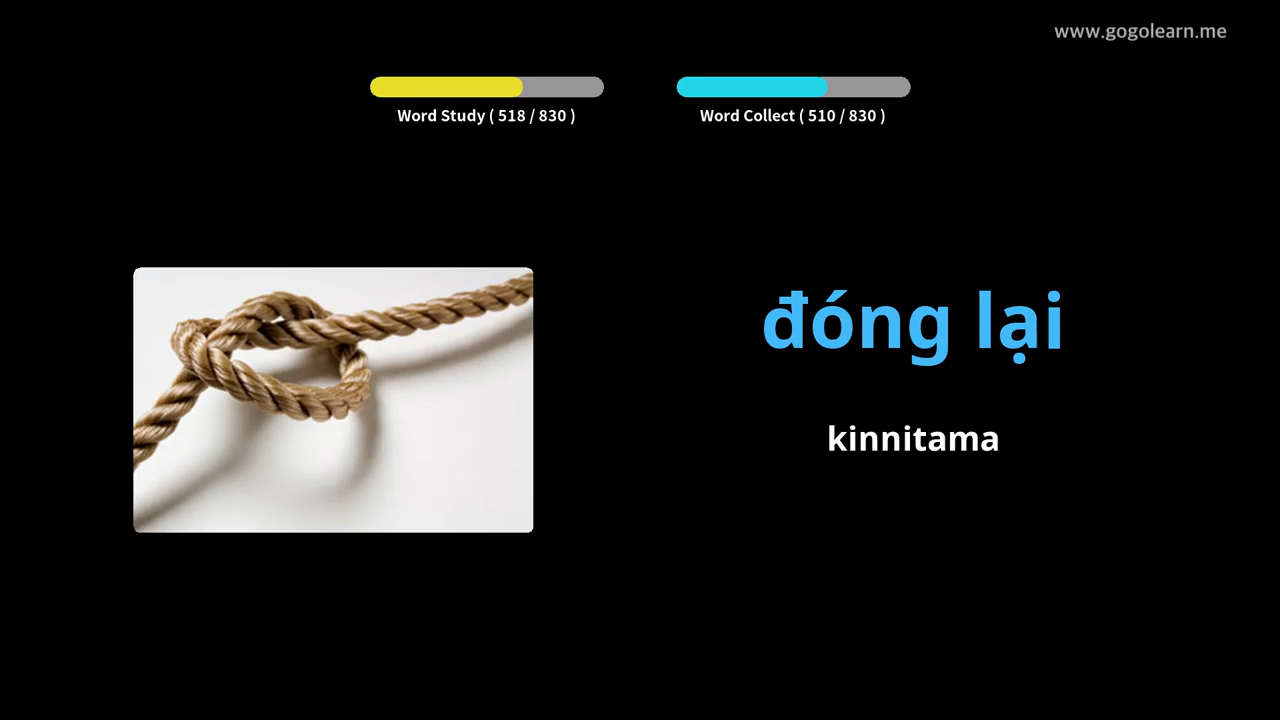 www.gogolearn.me
Word Study ( 518 / 830 )
Word Collect ( 510 / 830 )
đóng lại
kinnitama